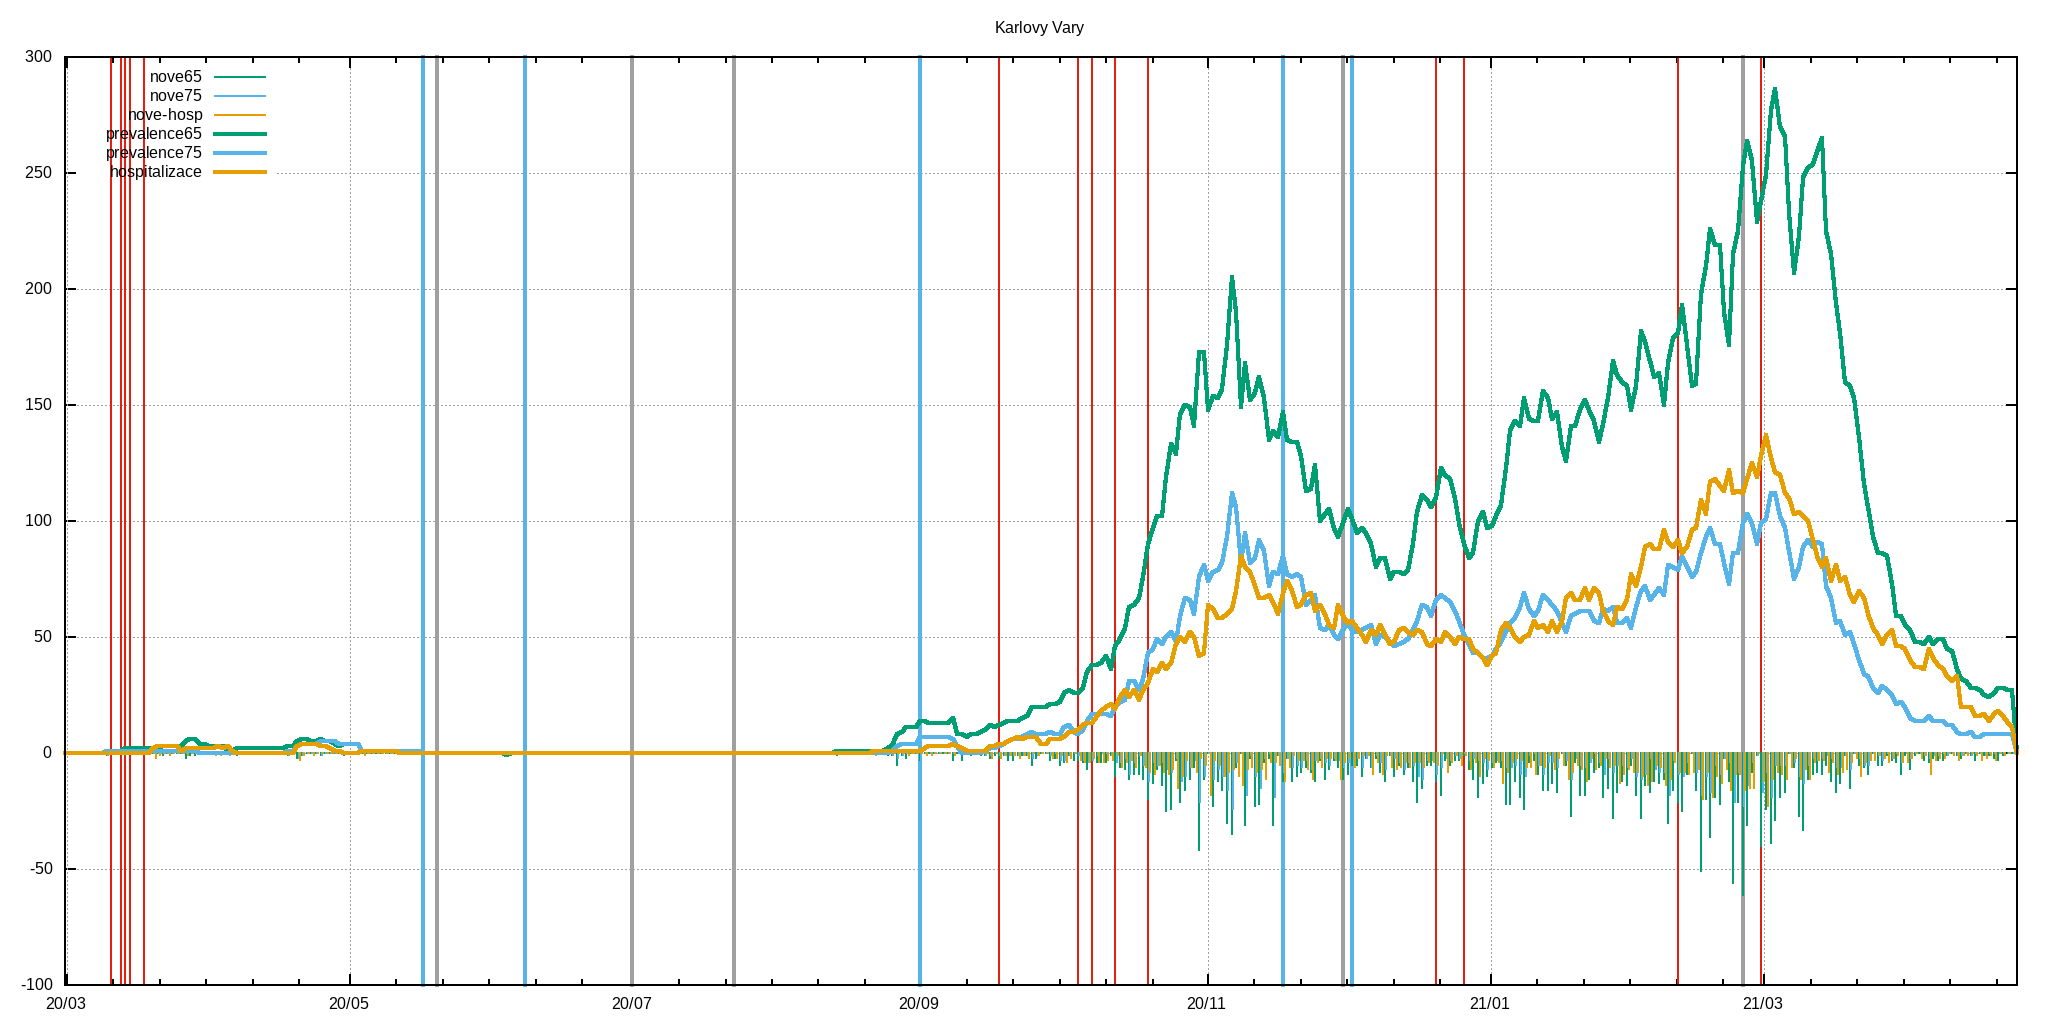 Karlovy Vary
300
nove65
nove75
nove-hosp
prevalence65
prevalence75
hospitalizace
250
200
150
100
50
0
-50
-100
20/03 20/05 20/07 20/09 20/11 21/01 21/03